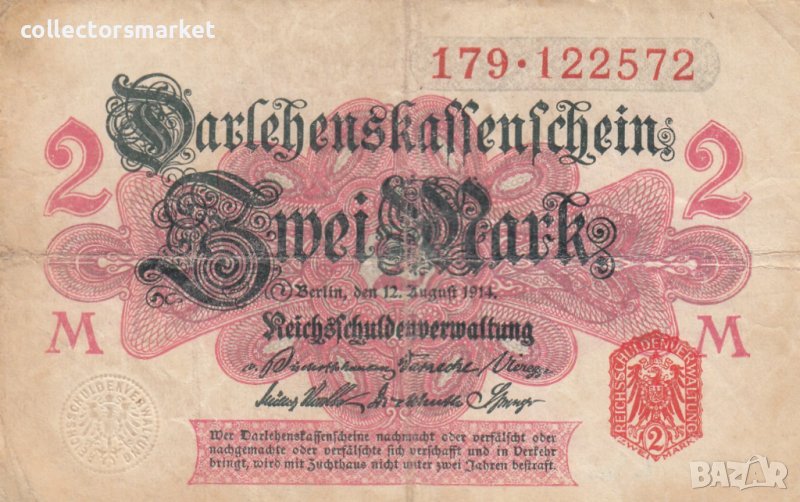 collectorsmarket
179·122572
Darlehenskassenschein
2 2
Zwei Mark
Berlin, den 12. August 1914.
Reichsschuldenverwaltung
M M
REICHSSCHULDENVERWALTUNG
2
ZWEI MARK
Wer Darlehenskassenscheine nachmacht oder verfälscht oder
nachgemachte oder verfälschte sich verschafft und in Verkehr
bringt, wird mit Zuchthaus nicht unter zwei Jahren bestraft.
BAZAR
bg